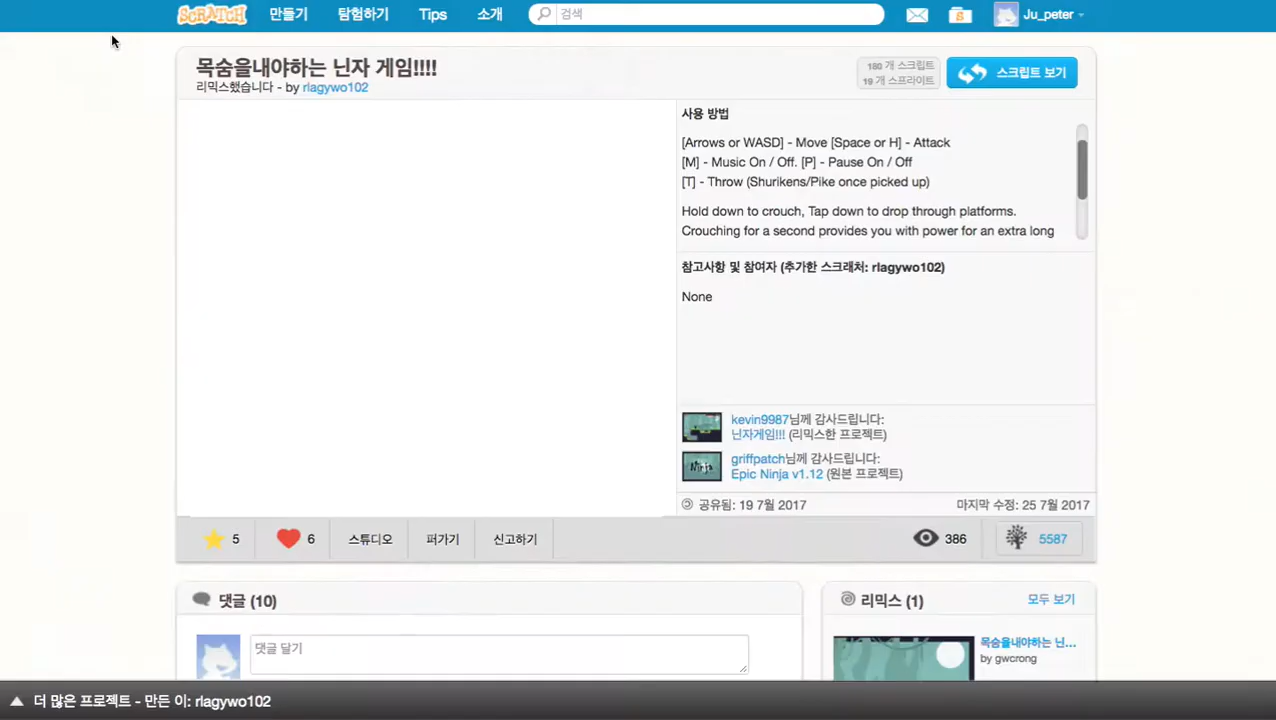 SCRATCH 만들기 탐험하기 Tips 소개 검색 S Ju_peter
목숨을내야하는 닌자 게임!!!!
리믹스했습니다 - by rlagywo102
180 개 스크립트
19 개 스프라이트
스크립트 보기
사용 방법
[Arrows or WASD] - Move [Space or H] - Attack
[M] - Music On / Off. [P] - Pause On / Off
[T] - Throw (Shurikens/Pike once picked up)
Hold down to crouch, Tap down to drop through platforms.
Crouching for a second provides you with power for an extra long
참고사항 및 참여자 (추가한 스크래처: rlagywo102)
None
kevin9987님께 감사드립니다:
닌자게임!!! (리믹스한 프로젝트)
Ninja
griffpatch님께 감사드립니다:
Epic Ninja v1.12 (원본 프로젝트)
공유됨: 19 7월 2017 마지막 수정: 25 7월 2017
5 6 스튜디오 퍼가기 신고하기 386 5587
댓글 (10)
댓글 달기
리믹스 (1) 모두 보기
목숨을내야하는 닌...
by gwcrong
더 많은 프로젝트 - 만든 이: rlagywo102